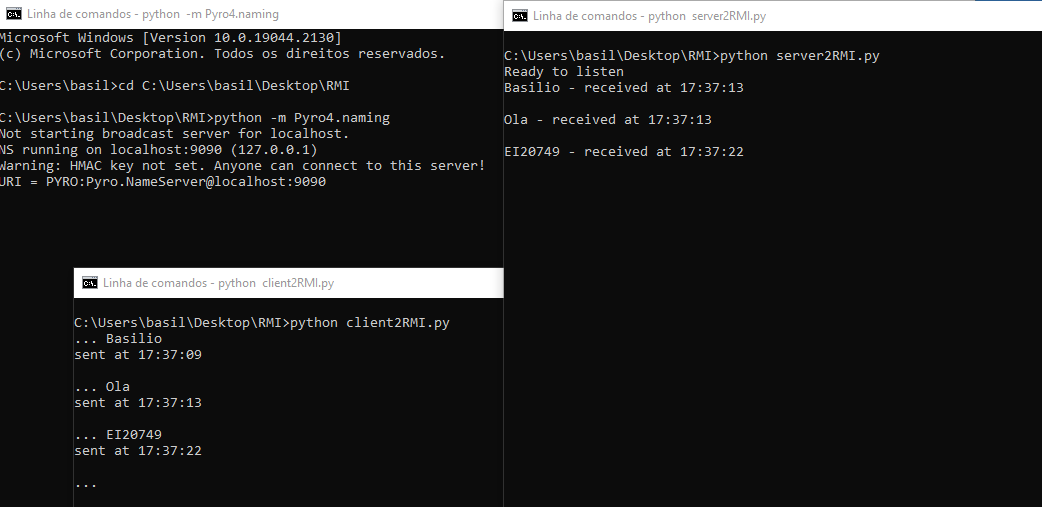 Linha de comandos - python  -m Pyro4.naming
Microsoft Windows [Version 10.0.19044.2130]
(c) Microsoft Corporation. Todos os direitos reservados.
C:\Users\basil>cd C:\Users\basil\Desktop\RMI
C:\Users\basil\Desktop\RMI>python -m Pyro4.naming
Not starting broadcast server for localhost.
NS running on localhost:9090 (127.0.0.1)
Warning: HMAC key not set. Anyone can connect to this server!
URI = PYRO:Pyro.NameServer@localhost:9090
Linha de comandos - python  server2RMI.py
C:\Users\basil\Desktop\RMI>python server2RMI.py
Ready to listen
Basilio - received at 17:37:13
Ola - received at 17:37:13
EI20749 - received at 17:37:22
Linha de comandos - python  client2RMI.py
C:\Users\basil\Desktop\RMI>python client2RMI.py
... Basilio
sent at 17:37:09
... Ola
sent at 17:37:13
... EI20749
sent at 17:37:22
...